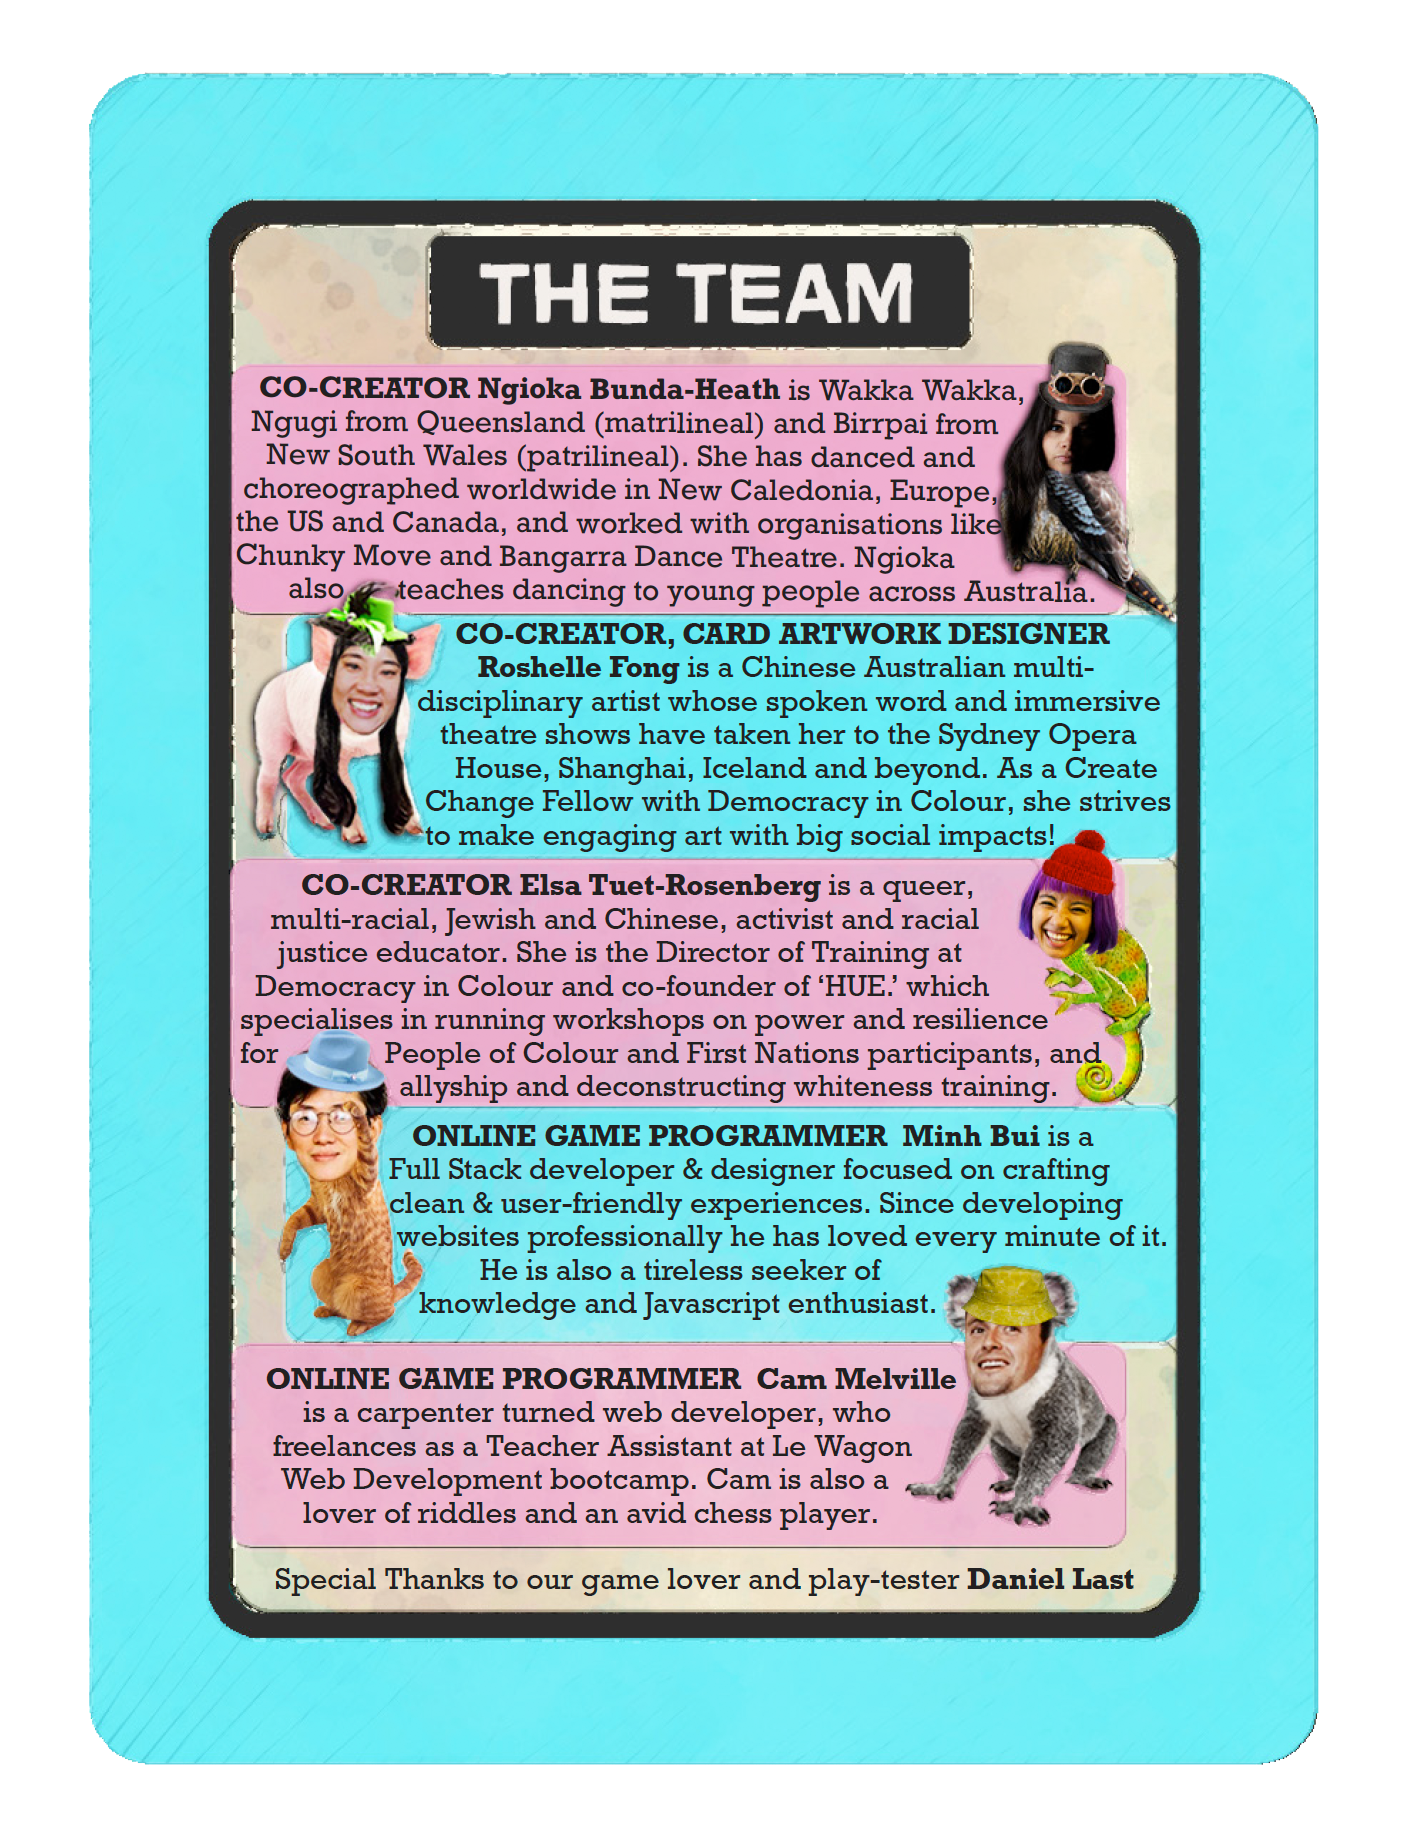 THE TEAM
CO-CREATOR Ngioka Bunda-Heath is Wakka Wakka,
Ngugi from Queensland (matrilineal) and Birrpai from
New South Wales (patrilineal). She has danced and
choreographed worldwide in New Caledonia, Europe,
the US and Canada, and worked with organisations like
Chunky Move and Bangarra Dance Theatre. Ngioka
also teaches dancing to young people across Australia.
CO-CREATOR, CARD ARTWORK DESIGNER
Roshelle Fong is a Chinese Australian multi-
disciplinary artist whose spoken word and immersive
theatre shows have taken her to the Sydney Opera
House, Shanghai, Iceland and beyond. As a Create
Change Fellow with Democracy in Colour, she strives
to make engaging art with big social impacts!
CO-CREATOR Elsa Tuet-Rosenberg is a queer,
multi-racial, Jewish and Chinese, activist and racial
justice educator. She is the Director of Training at
Democracy in Colour and co-founder of ‘HUE.’ which
specialises in running workshops on power and resilience
for People of Colour and First Nations participants, and
allyship and deconstructing whiteness training.
ONLINE GAME PROGRAMMER Minh Bui is a
Full Stack developer & designer focused on crafting
clean & user-friendly experiences. Since developing
websites professionally he has loved every minute of it.
He is also a tireless seeker of
knowledge and Javascript enthusiast.
ONLINE GAME PROGRAMMER Cam Melville
is a carpenter turned web developer, who
freelances as a Teacher Assistant at Le Wagon
Web Development bootcamp. Cam is also a
lover of riddles and an avid chess player.
Special Thanks to our game lover and play-tester Daniel Last